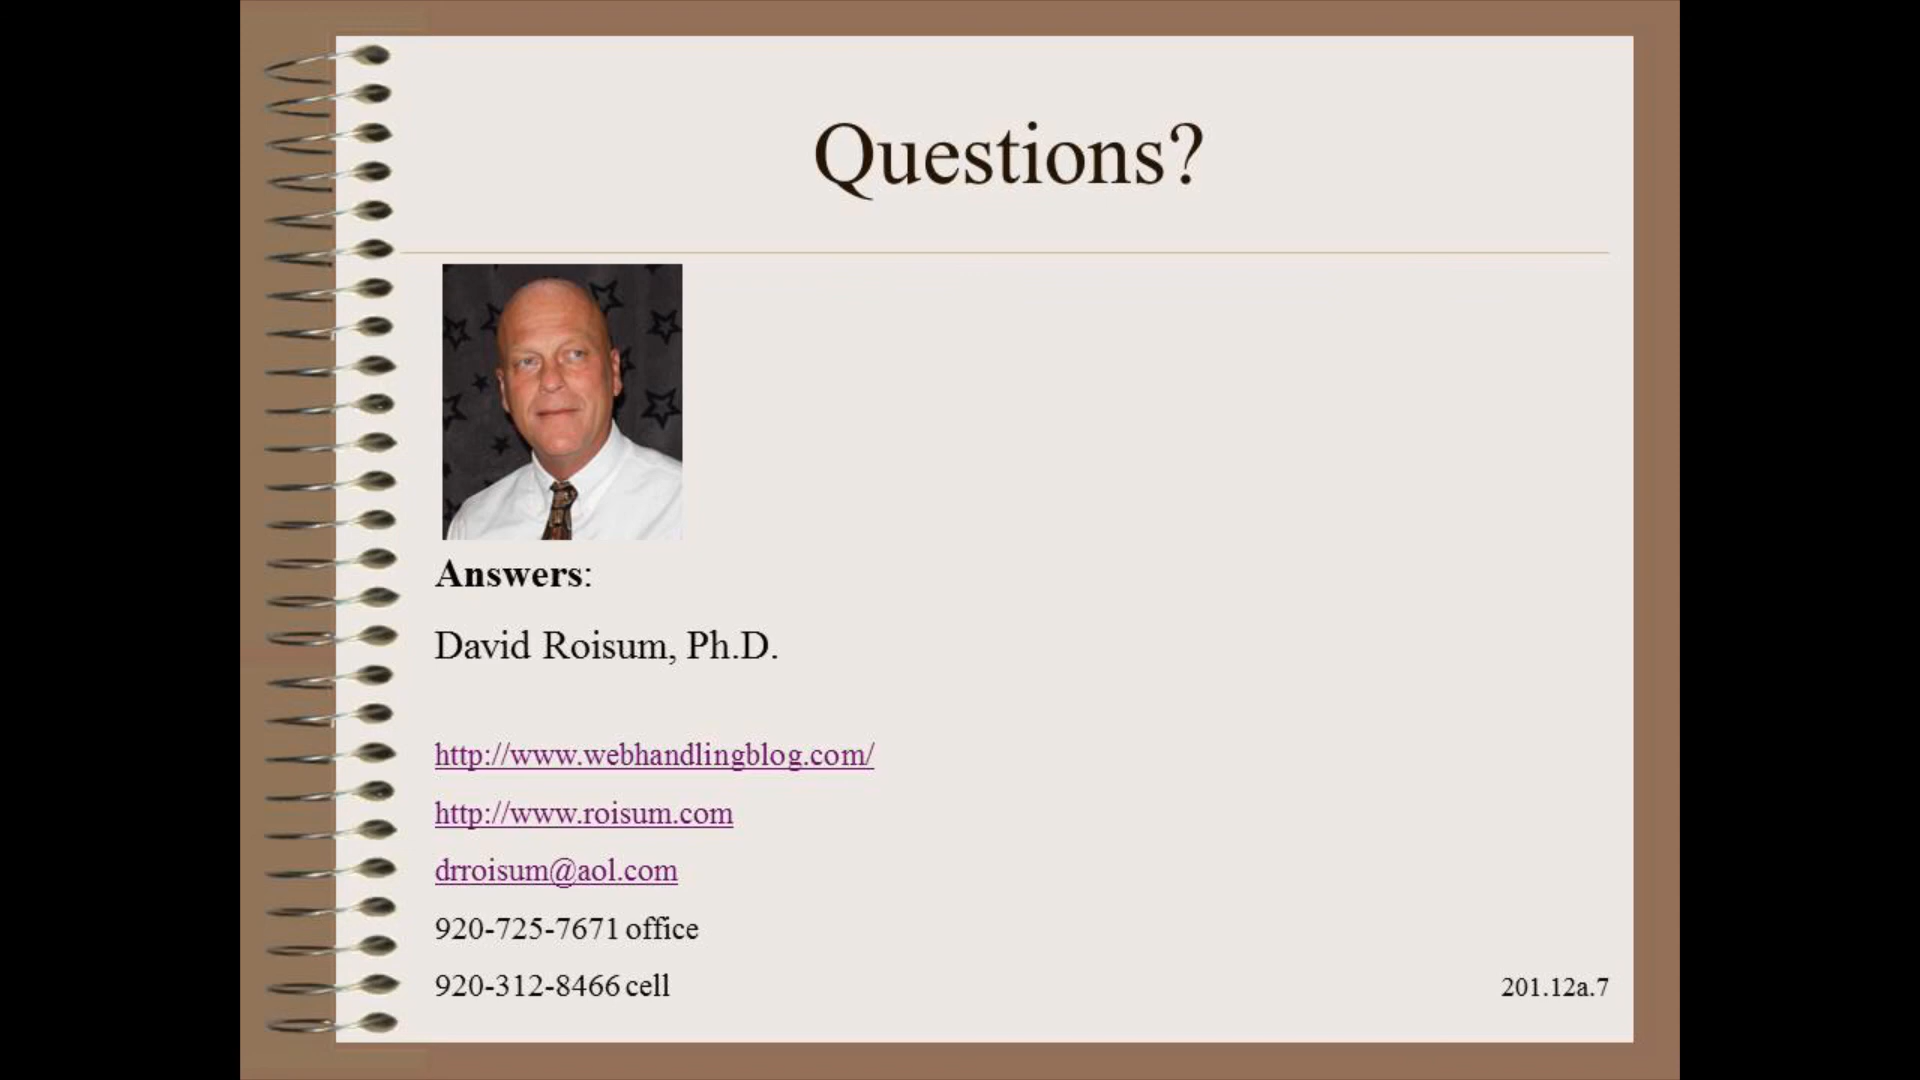 Questions?
Answers:
David Roisum, Ph.D.
http://www.webhandlingblog.com/
http://www.roisum.com
drroisum@aol.com
920-725-7671 office
920-312-8466 cell
201.12a.7